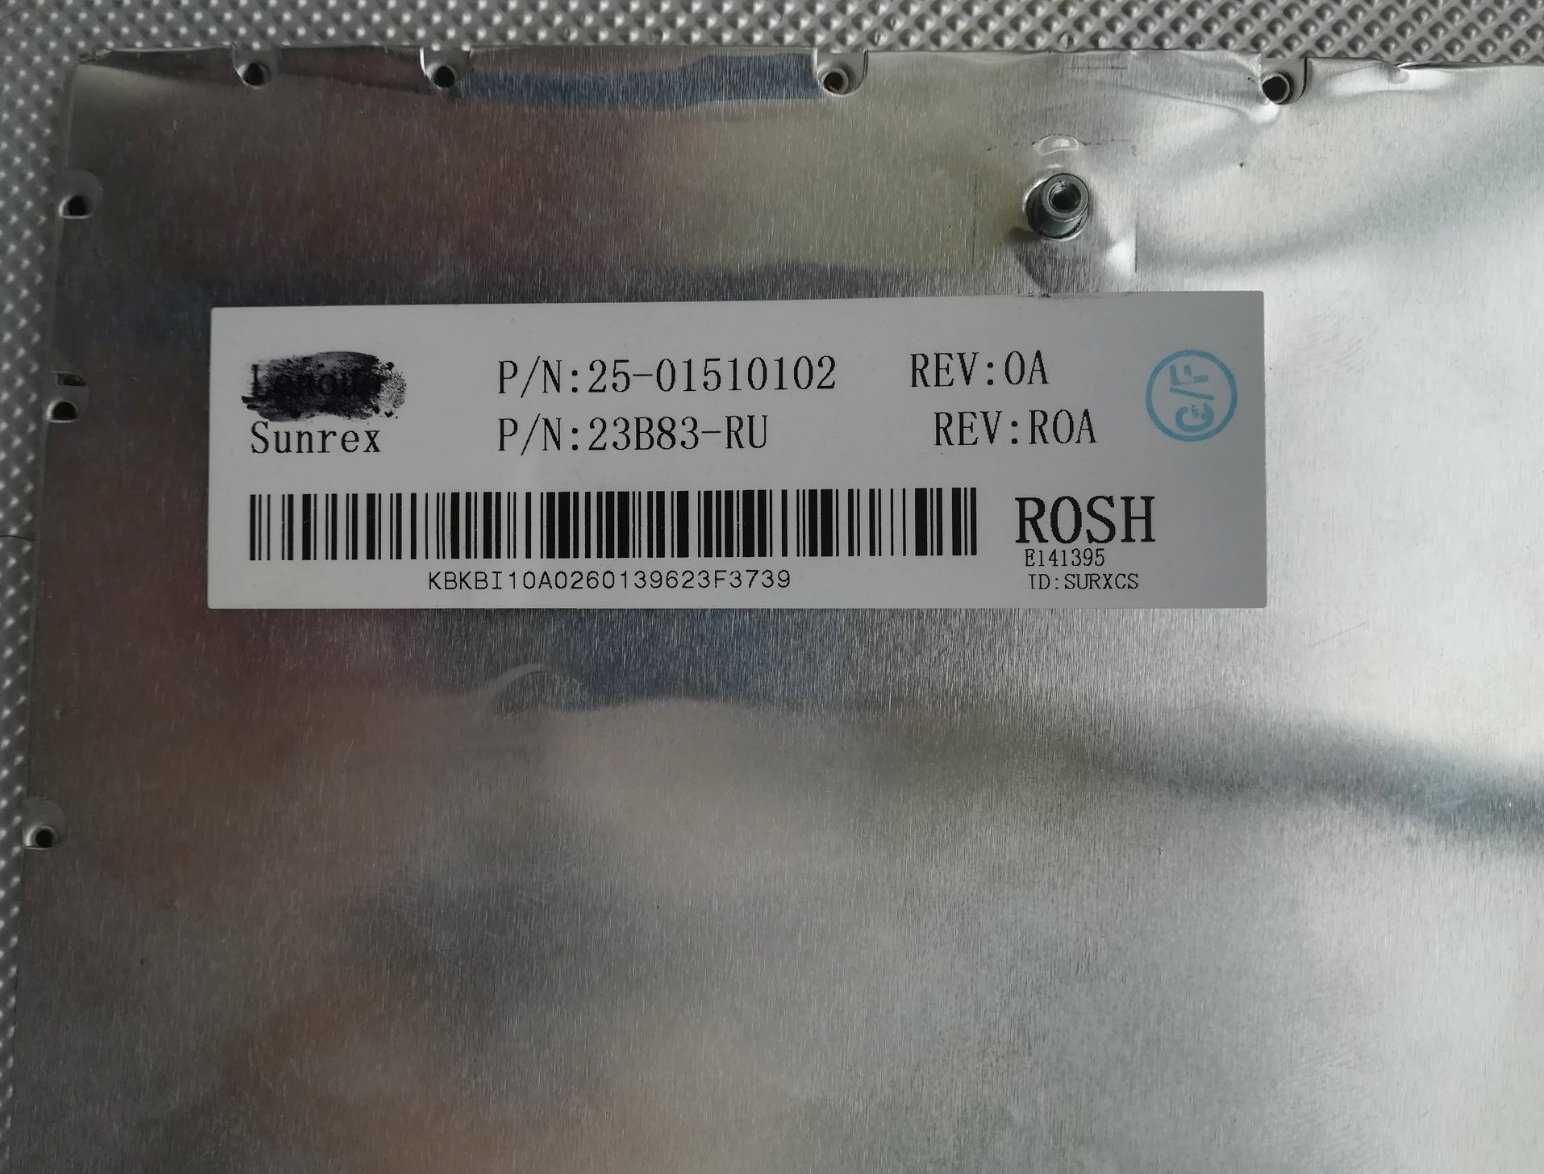 P/N:25-01510102 REV:0A
Sunrex P/N:23B83-RU REV:R0A
C/F
KBKBI10A0260139623F3739
ROSH
E141395
ID:SURXCS